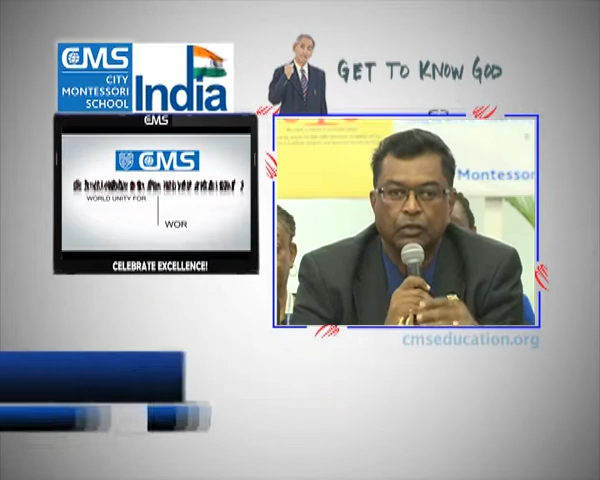 CMS
CITY
MONTESSORI
SCHOOL
India
GET TO KNOW GOD
CMS
CMS
WORLD UNITY FOR
WOR
CELEBRATE EXCELLENCE!
Montessor
cmseducation.org